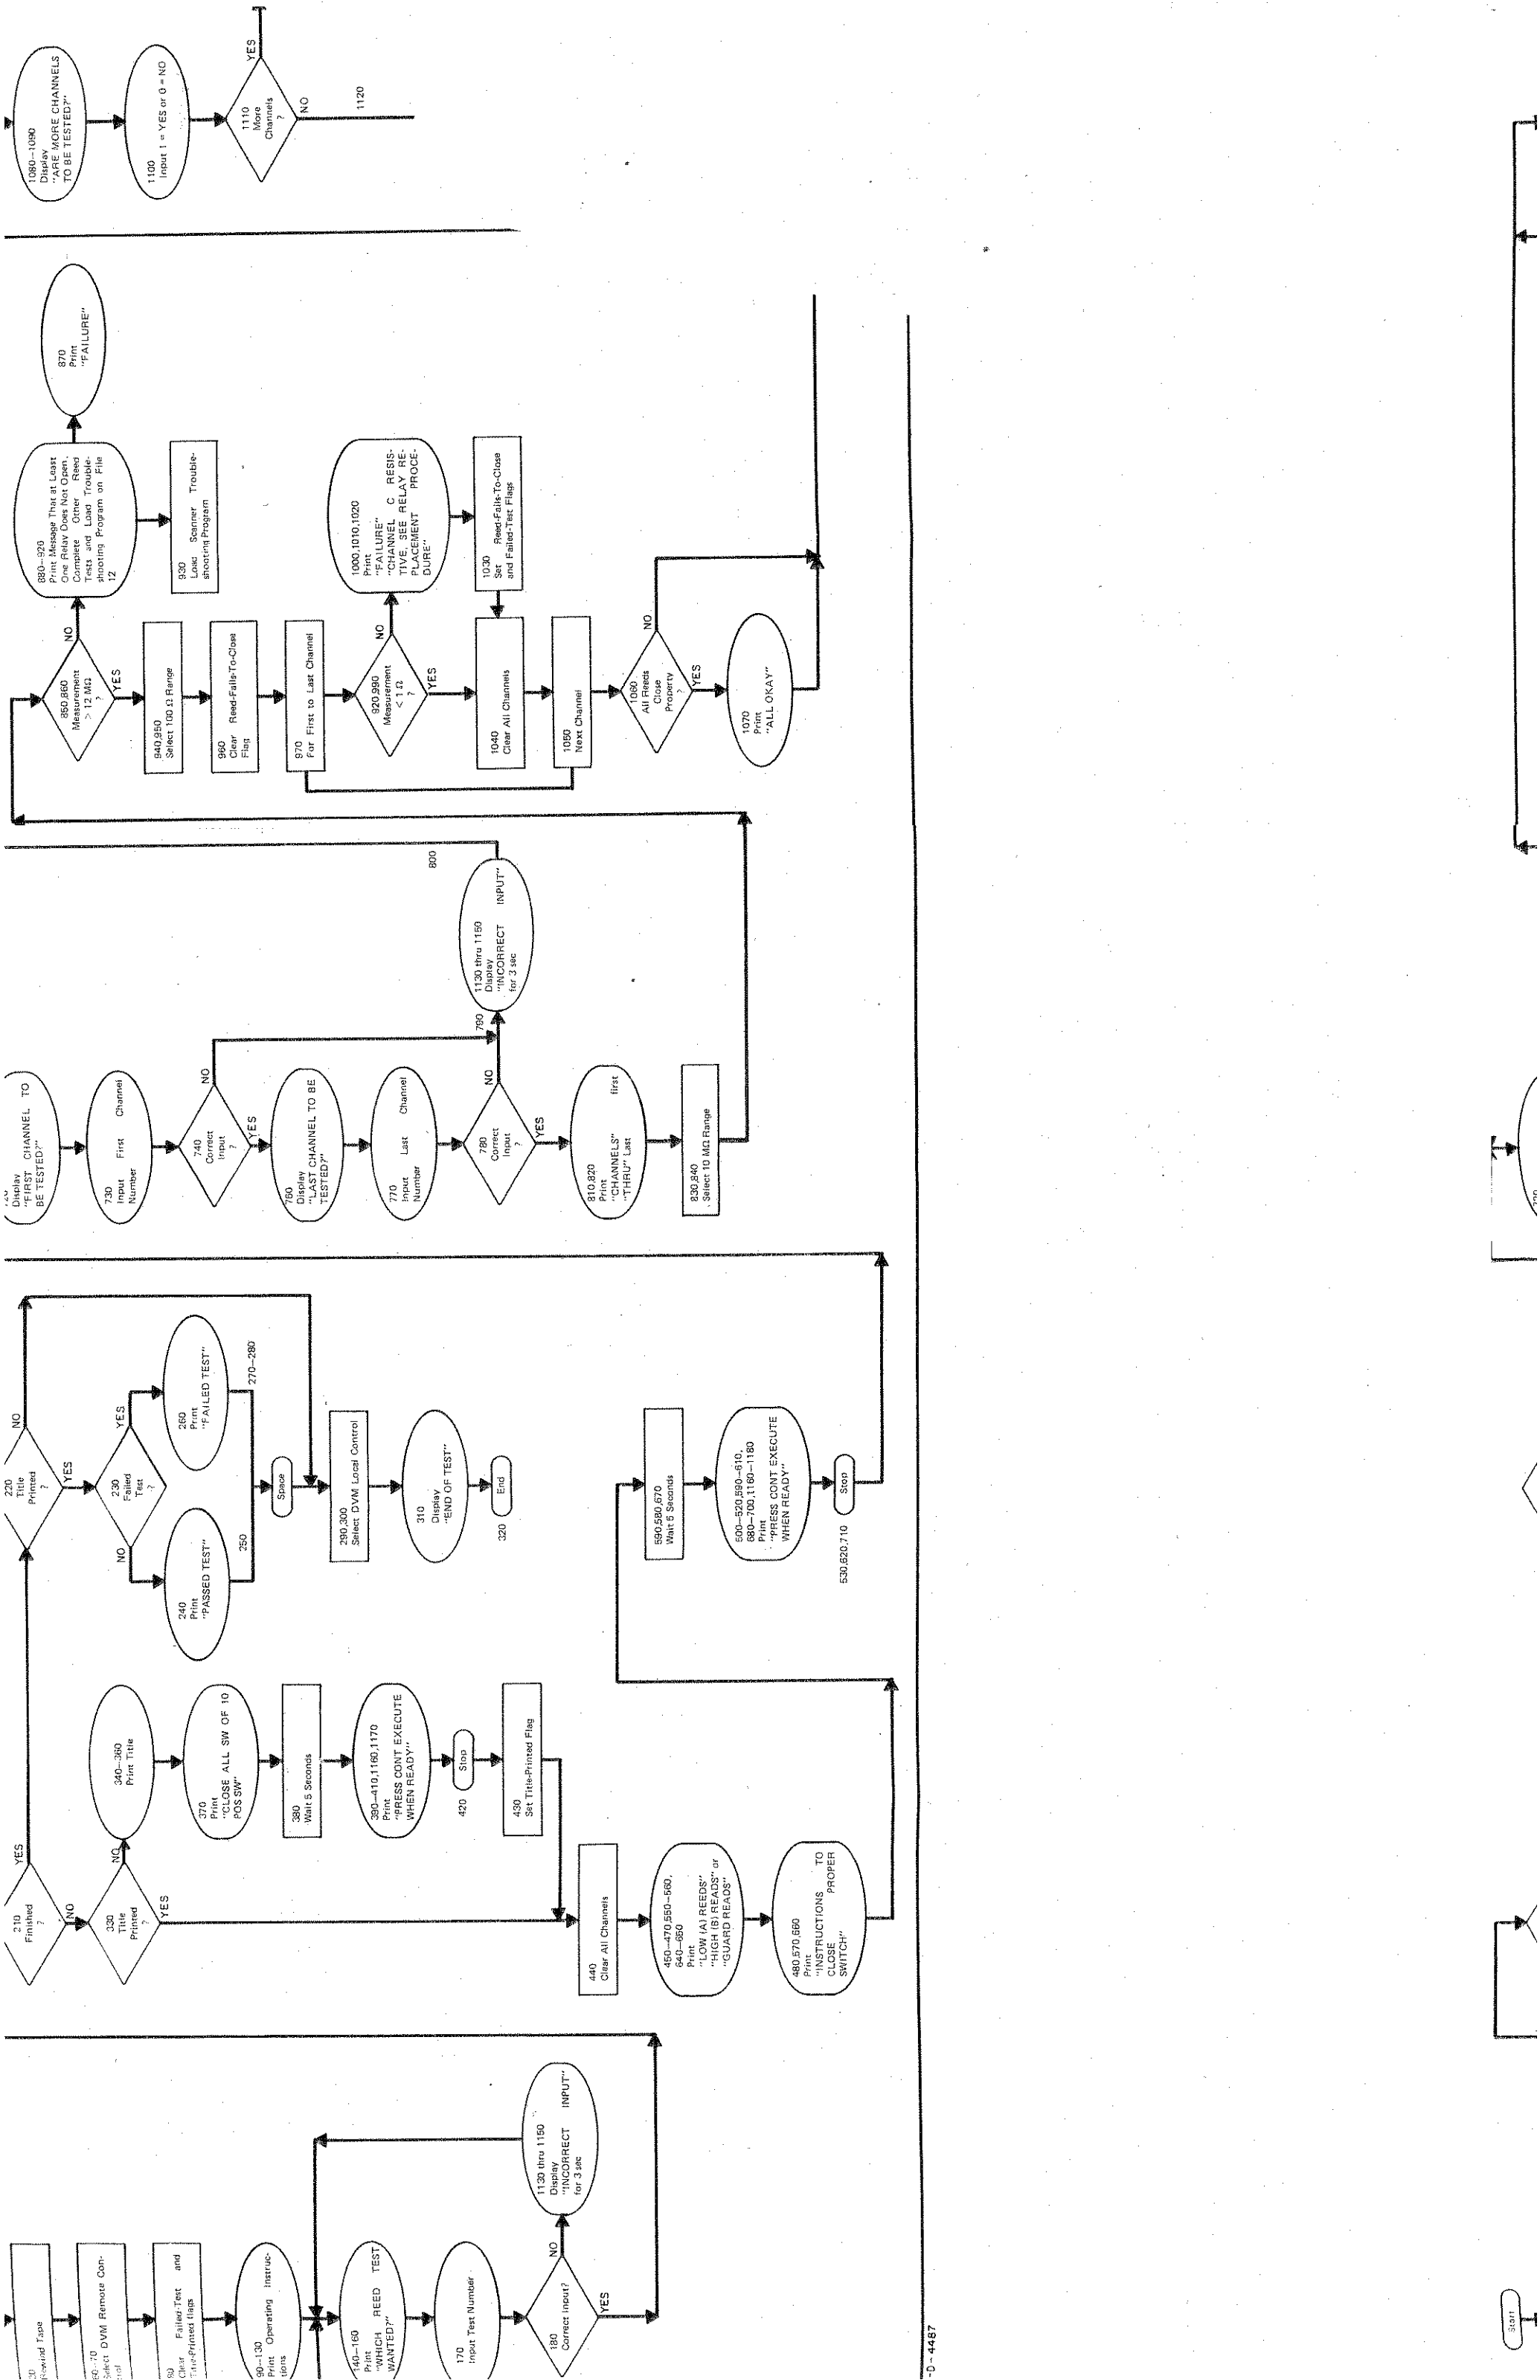 Rewind Tape
DVM Remote Con-
Clear Failed-Test and
Title-Printed flags
90–130
Print Operating Instruc-
tions
140–160
Print
"WHICH REED TEST
WANTED?"
170
Input Test Number
180
Correct Input?
NO
YES
1130 thru 1150
Display
"INCORRECT INPUT"
for 3 sec
210
Finished
?
YES
NO
330
Title
Printed
?
NO
YES
340–360
Print Title
370
Print
"CLOSE ALL SW OF 10
POS SW"
380
Wait 5 Seconds
390–410,1160,1170
Print
"PRESS CONT EXECUTE
WHEN READY"
Stop
420
430
Set Title-Printed Flag
440
Clear All Channels
450–470,550–560,
640–650
Print
"LOW (A) REEDS"
"HIGH (B) READS" or
"GUARD READS"
480,570,660
Print
"INSTRUCTIONS TO
CLOSE PROPER
SWITCH"
220
Title
Printed
?
NO
YES
230
Failed
Test
?
NO
YES
240
Print
"PASSED TEST"
260
Print
"FAILED TEST"
250
270–280
Space
290,300
Select DVM Local Control
310
Display
"END OF TEST"
End
320
590,580,670
Wait 5 Seconds
500–520,590–610,
680–700,1160–1180
Print
"PRESS CONT EXECUTE
WHEN READY"
Stop
530,620,710
Display
"FIRST CHANNEL TO
BE TESTED?"
730
Input First Channel
Number
740
Correct
Input
?
NO
YES
760
Display
"LAST CHANNEL TO BE
TESTED?"
770
Input Last Channel
Number
780
Correct
Input
?
NO
YES
790
1130 thru 1150
Display
"INCORRECT INPUT"
for 3 sec
800
810,820
Print
"CHANNELS" first
"THRU" Last
830,840
Select 10 MΩ Range
850,860
Measurement
> 12 MΩ
?
NO
YES
880–920
Print Message That at Least
One Relay Does Not Open.
Complete Other Reed
Tests and Load Trouble-
shooting Program on File
12
870
Print
"FAILURE"
930
Load Scanner Trouble-
shooting Program
940,950
Select 100 Ω Range
960
Clear Reed-Fails-To-Close
Flag
970
For First to Last Channel
920,990
Measurement
< 1 Ω
?
NO
YES
1000,1010,1020
Print
"FAILURE"
"CHANNEL C RESIS-
TIVE, SEE RELAY RE-
PLACEMENT PROCE-
DURE"
1030
Set Reed-Fails-To-Close
and Failed-Test Flags
1040
Clear All Channels
1050
Next Channel
1060
All Reeds
Close
Property
?
NO
YES
1070
Print
"ALL OKAY"
1080–1090
Display
"ARE MORE CHANNELS
TO BE TESTED?"
1100
Input 1 = YES or 0 = NO
1110
More
Channels
?
YES
NO
1120
-D-4487
Start